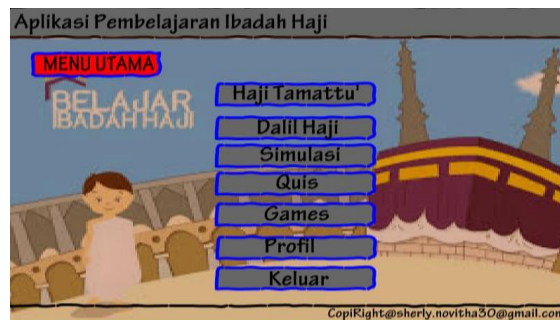 Aplikasi Pembelajaran Ibadah Haji
MENU UTAMA
BELAJAR
IBADAH HAJI
Haji Tamattu'
Dalil Haji
Simulasi
Quis
Games
Profil
Keluar
CopiRight@sherly.novitha30@gmail.com